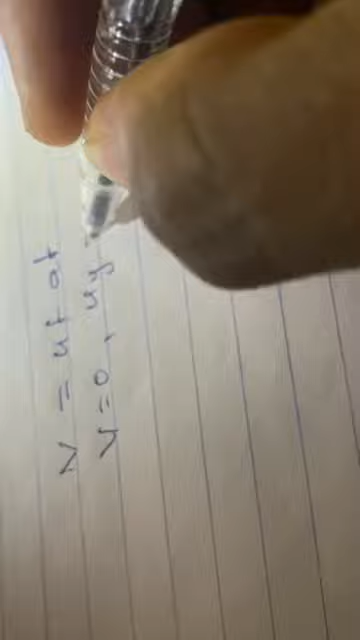 v = u+at
v=0, uy